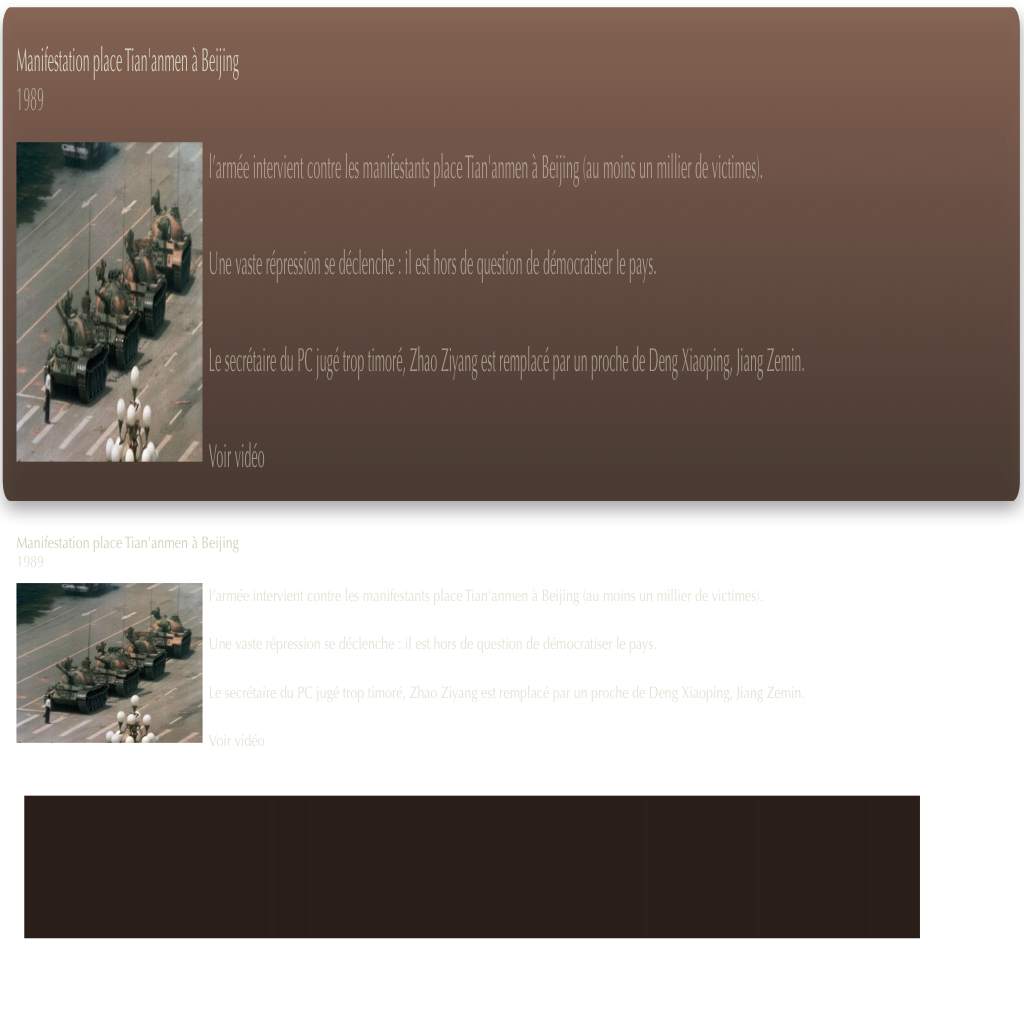 Manifestation place Tian'anmen à Beijing
1989
l'armée intervient contre les manifestants place Tian'anmen à Beijing (au moins un millier de victimes).
Une vaste répression se déclenche : il est hors de question de démocratiser le pays.
Le secrétaire du PC jugé trop timoré, Zhao Ziyang est remplacé par un proche de Deng Xiaoping, Jiang Zemin.
Voir vidéo
Manifestation place Tian'anmen à Beijing
1989
l'armée intervient contre les manifestants place Tian'anmen à Beijing (au moins un millier de victimes).
Une vaste répression se déclenche : il est hors de question de démocratiser le pays.
Le secrétaire du PC jugé trop timoré, Zhao Ziyang est remplacé par un proche de Deng Xiaoping, Jiang Zemin.
Voir vidéo